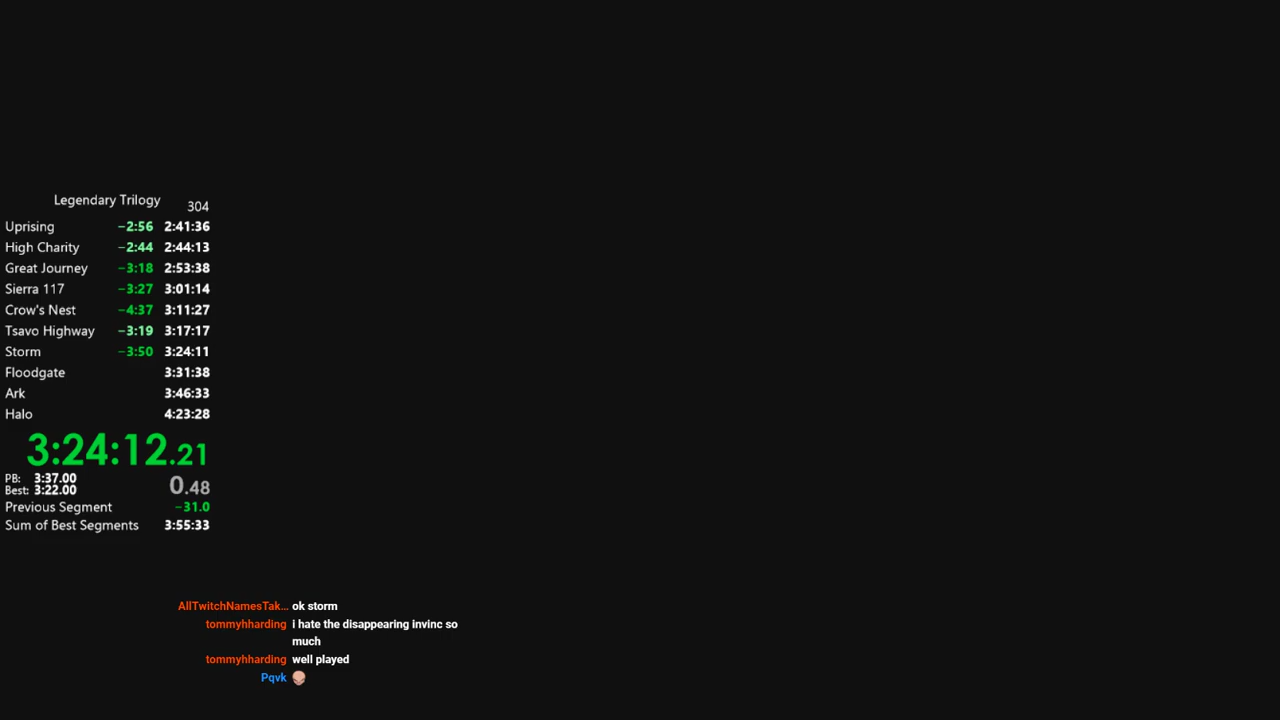 Legendary Trilogy 304
Uprising −2:56 2:41:36
High Charity −2:44 2:44:13
Great Journey −3:18 2:53:38
Sierra 117 −3:27 3:01:14
Crow's Nest −4:37 3:11:27
Tsavo Highway −3:19 3:17:17
Storm −3:50 3:24:11
Floodgate 3:31:38
Ark 3:46:33
Halo 4:23:28
3:24:12.21
PB: 3:37.00
Best: 3:22.00 0.48
Previous Segment −31.0
Sum of Best Segments 3:55:33
AllTwitchNamesTak... ok storm
tommyhharding i hate the disappearing invinc so
much
tommyhharding well played
Pqvk